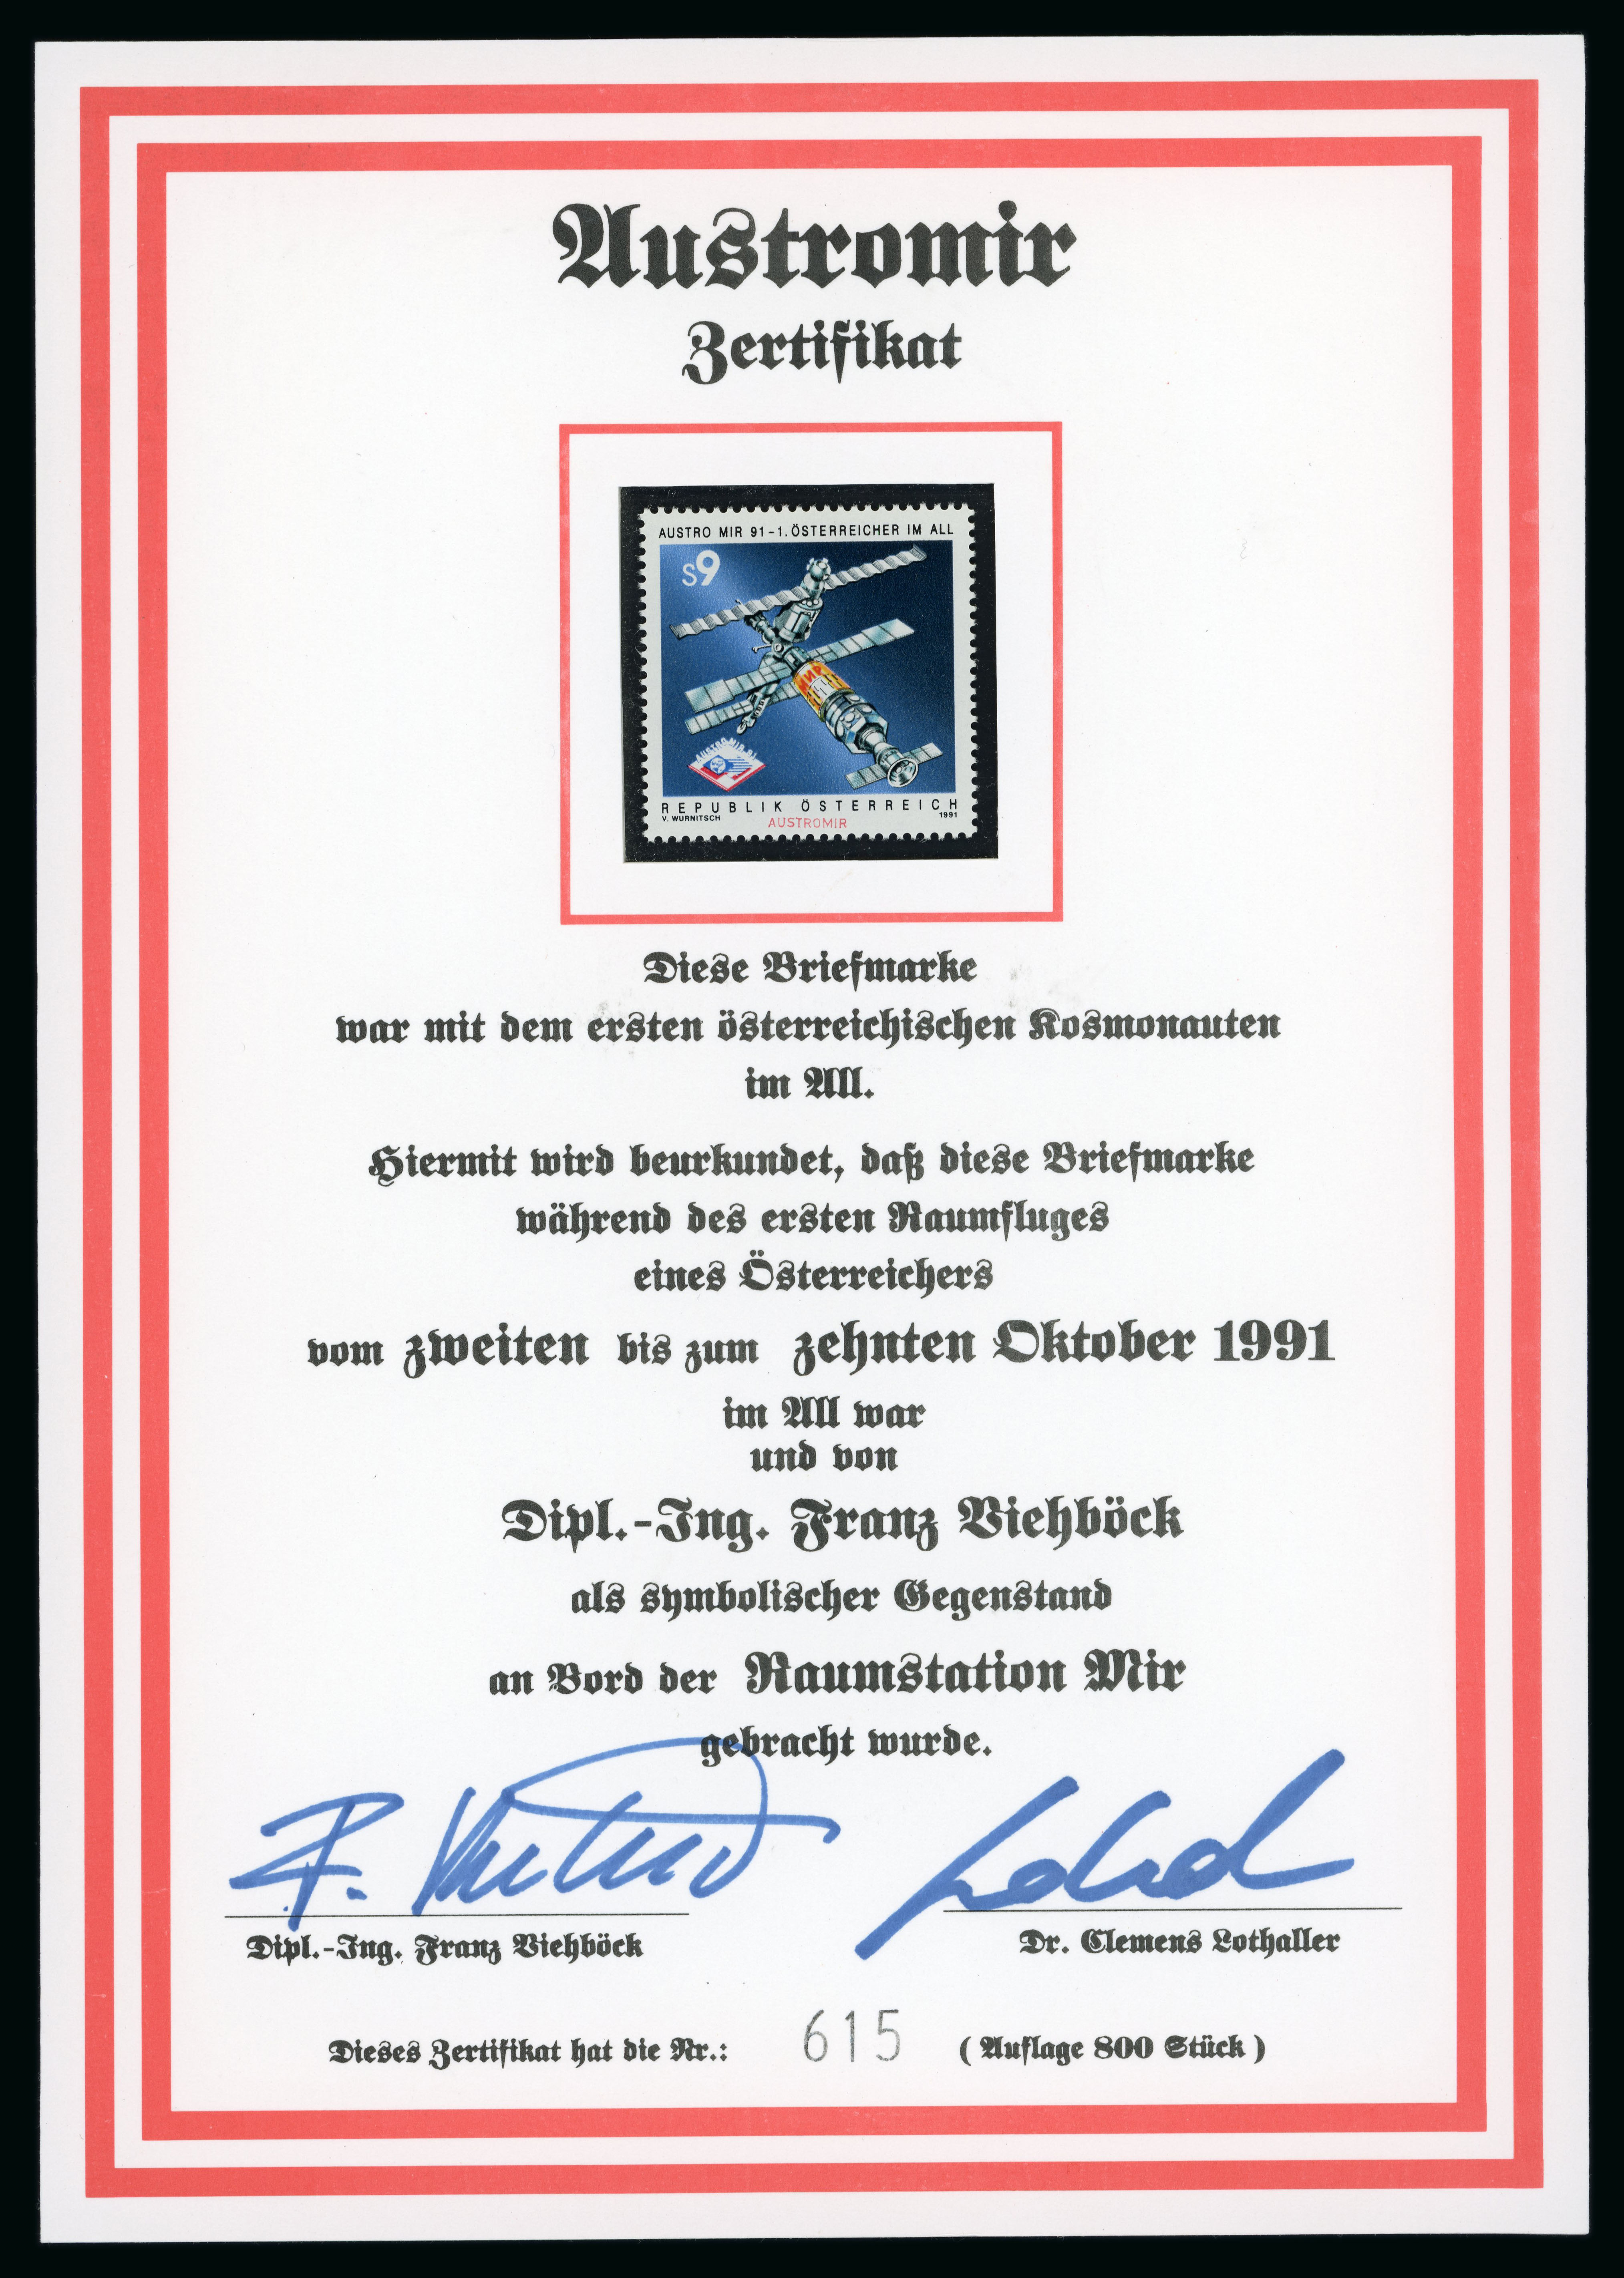 Austromir
Zertifikat
AUSTRO MIR 91-1. ÖSTERREICHER IM ALL
S9
МИР
AUSTRO MIR 91
REPUBLIK ÖSTERREICH
V. WURNITSCH 1991
AUSTROMIR
Diese Briefmarke
war mit dem ersten österreichischen Kosmonauten
im All.
Hiermit wird beurkundet, daß diese Briefmarke
während des ersten Raumfluges
eines Österreichers
vom zweiten bis zum zehnten Oktober 1991
im All war
und von
Dipl.-Ing. Franz Viehböck
als symbolischer Gegenstand
an Bord der Raumstation Mir
gebracht wurde.
Dipl.-Ing. Franz Viehböck Dr. Clemens Lothaller
Dieses Zertifikat hat die Nr.: 615 ( Auflage 800 Stück )